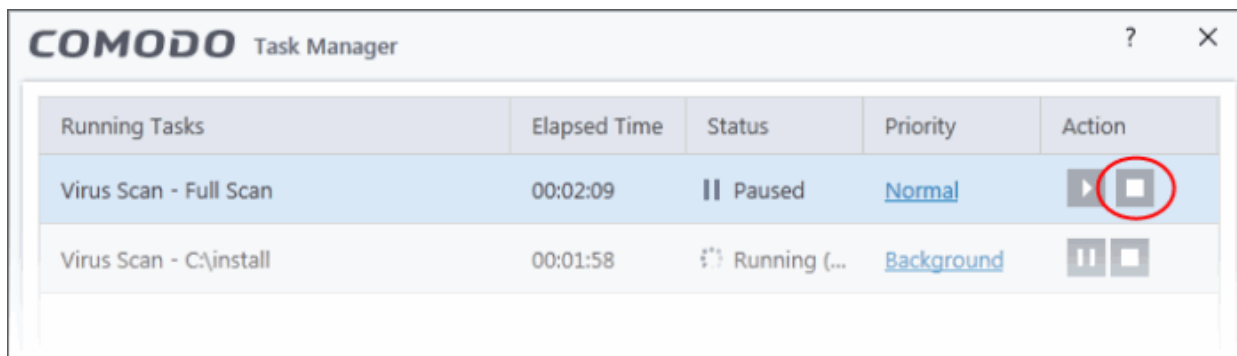 COMODO Task Manager ? ×
Running Tasks Elapsed Time Status Priority Action
Virus Scan - Full Scan 00:02:09 Paused Normal
Virus Scan - C:\install 00:01:58 Running (... Background